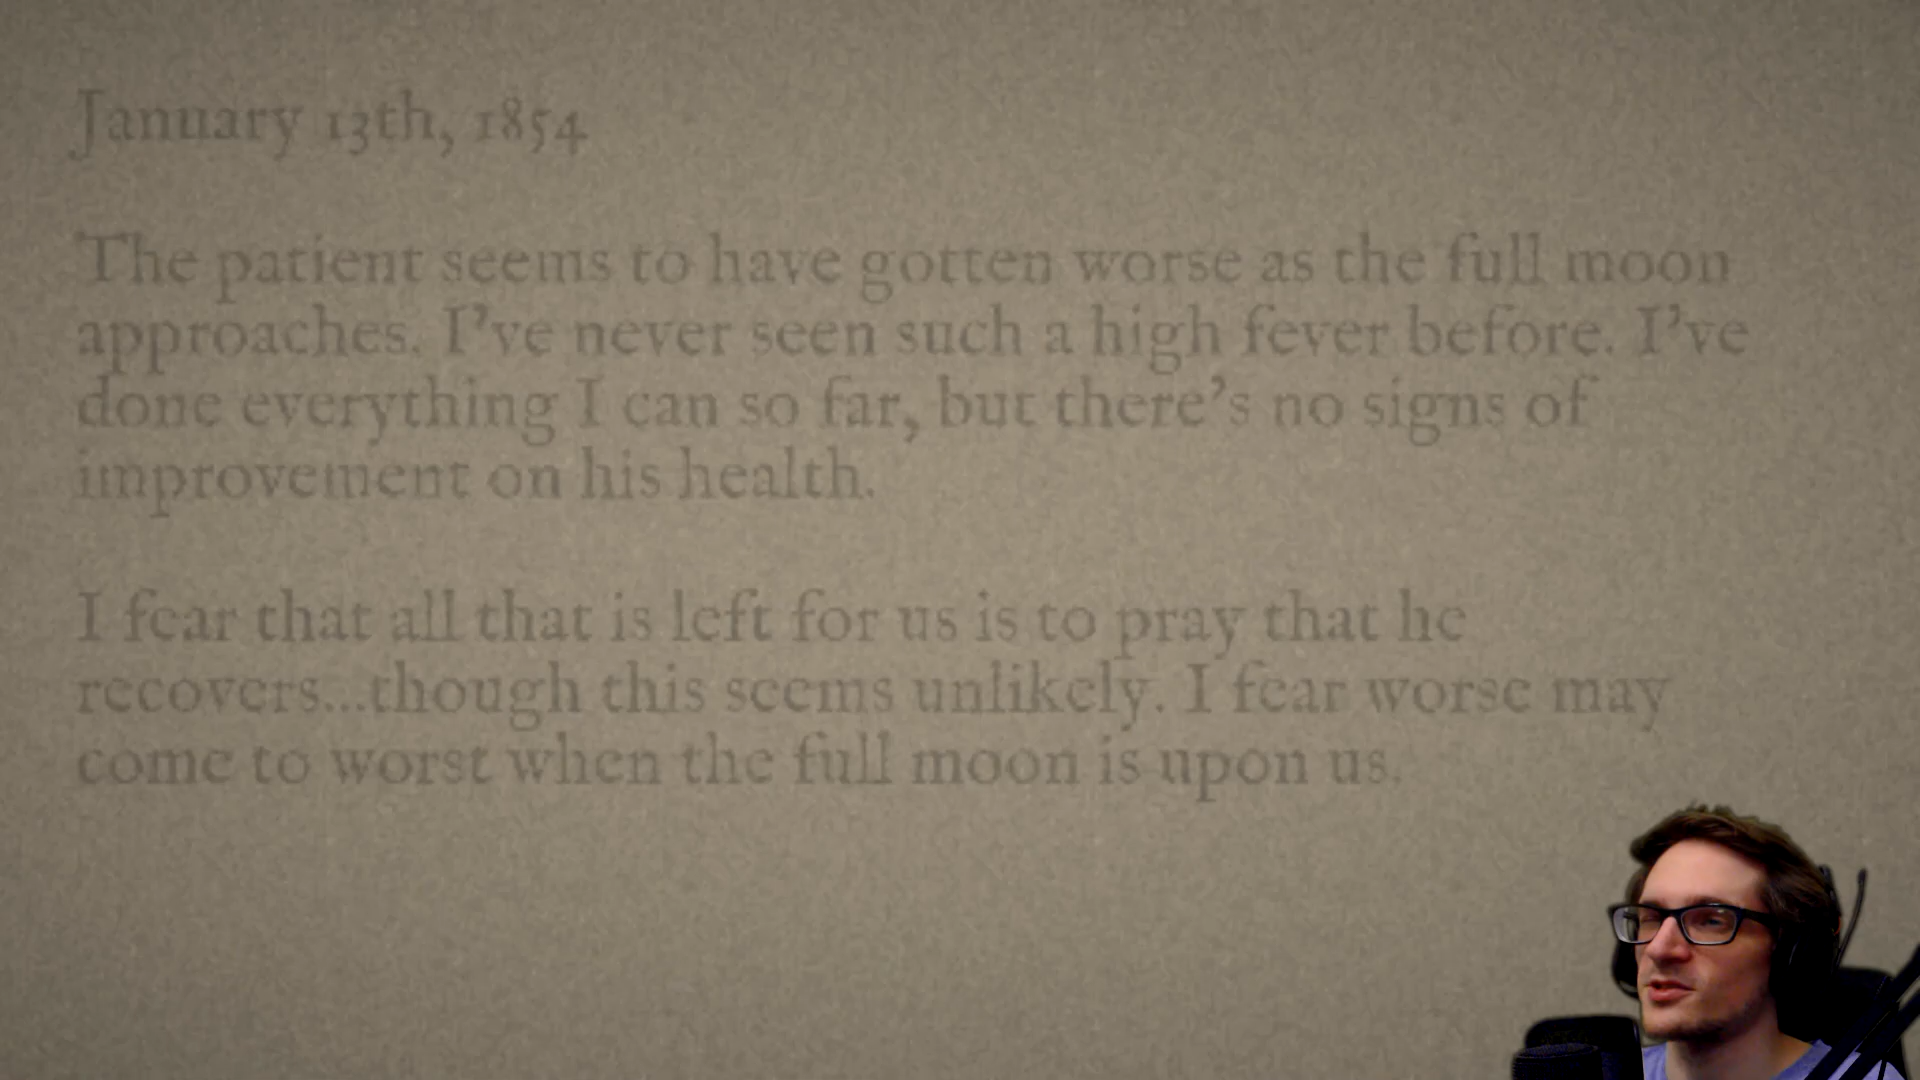 January 13th, 1854
The patient seems to have gotten worse as the full moon
approaches. I've never seen such a high fever before. I've
done everything I can so far, but there's no signs of
improvement on his health.
I fear that all that is left for us is to pray that he
recovers...though this seems unlikely. I fear worse may
come to worst when the full moon is upon us.